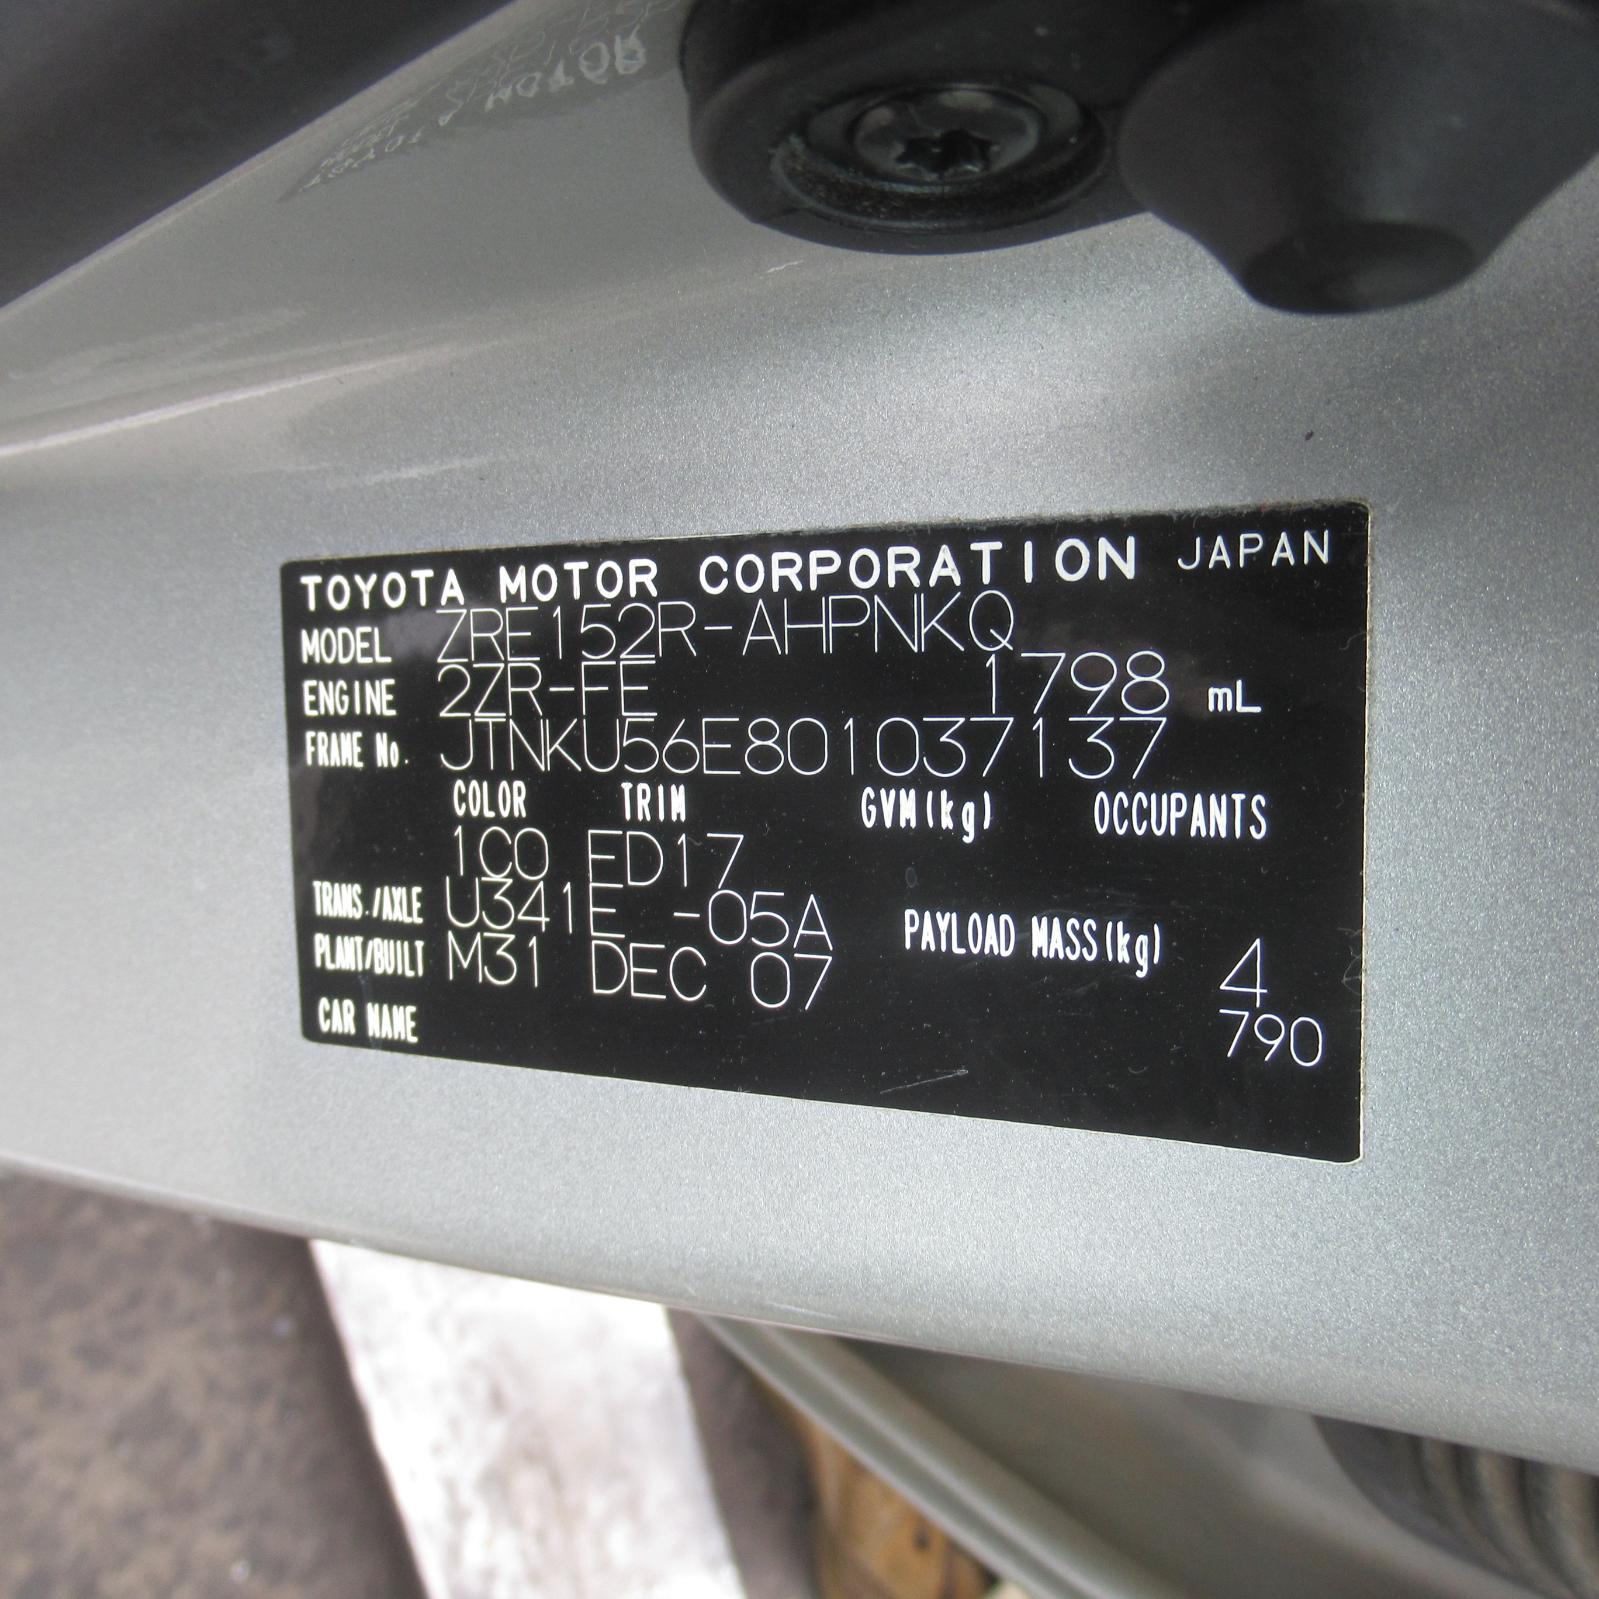 TOYOTA MOTOR CORPORATION JAPAN
MODEL ZRE152R-AHPNKQ
ENGINE 2ZR-FE 1798 mL
FRAME No. JTNKU56E801037137
COLOR TRIM GVM(kg) OCCUPANTS
1C0 ED17
TRANS./AXLE U341E -05A
PAYLOAD MASS(kg) 4
PLANT/BUILT M31 DEC 07
790
CAR NAME